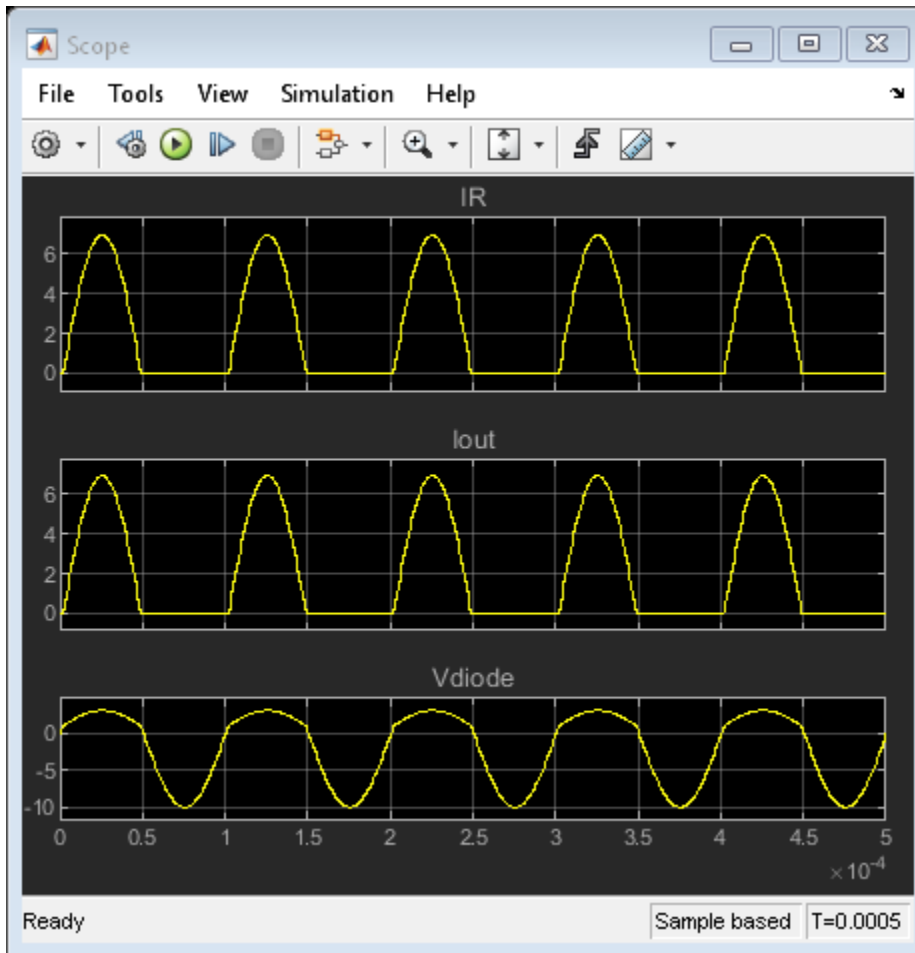 Scope
File Tools View Simulation Help
IR
6
4
2
0
Iout
6
4
2
0
Vdiode
0
-5
-10
0 0.5 1 1.5 2 2.5 3 3.5 4 4.5 5
×10-4
Ready Sample based T=0.0005